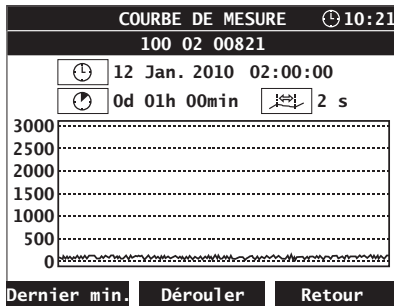 COURBE DE MESURE 10:21
100 02 00821
12 Jan. 2010 02:00:00
0d 01h 00min 2 s
3000
2500
2000
1500
1000
500
0
Dernier min. Dérouler Retour